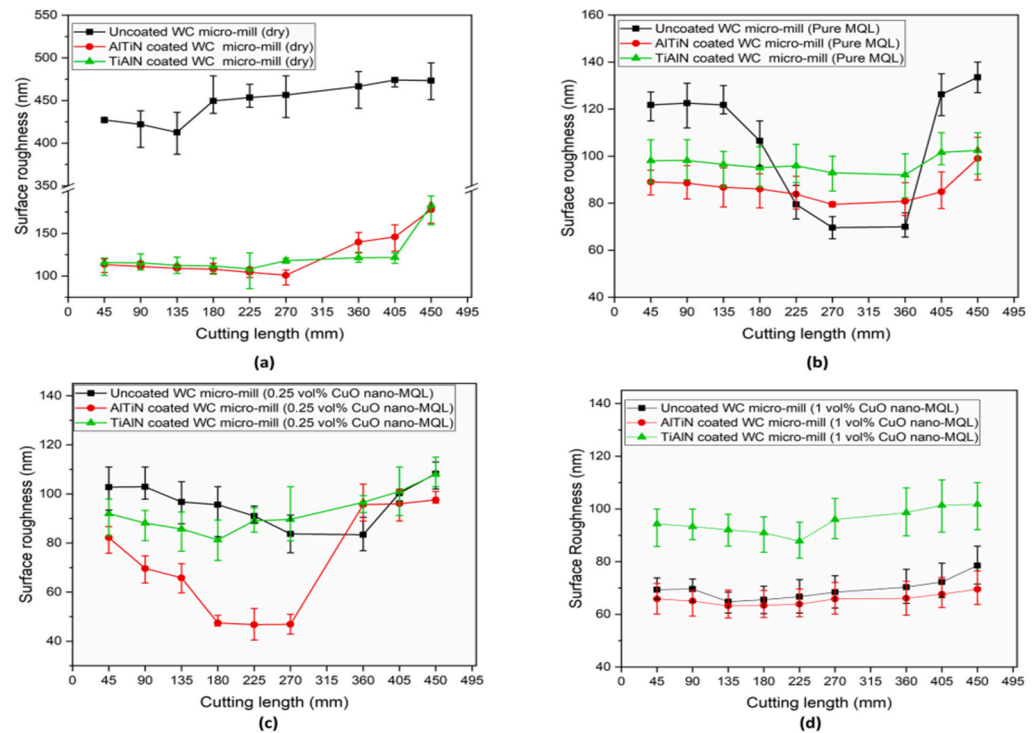 550
500
450
425
350
150
100
Surface roughness (nm)
Uncoated WC micro-mill (dry)
AlTiN coated WC micro-mill (dry)
TiAlN coated WC micro-mill (dry)
0 45 90 135 180 225 270 315 360 405 450 495
Cutting length (mm)
(a)
160
140
120
100
80
60
40
Surface roughness (nm)
Uncoated WC micro-mill (Pure MQL)
AlTiN coated WC micro-mill (Pure MQL)
TiAlN coated WC micro-mill (Pure MQL)
0 45 90 135 180 225 270 315 360 405 450 495
Cutting length (mm)
(b)
140
120
100
80
60
40
Surface roughness (nm)
Uncoated WC micro-mill (0.25 vol% CuO nano-MQL)
AlTiN coated WC micro-mill (0.25 vol% CuO nano-MQL)
TiAlN coated WC micro-mill (0.25 vol% CuO nano-MQL)
0 45 90 135 180 225 270 315 360 405 450 495
Cutting length (mm)
(c)
140
120
100
80
60
40
Surface Roughness (nm)
Uncoated WC micro-mill (1 vol% CuO nano-MQL)
AlTiN coated WC micro-mill (1 vol% CuO nano-MQL)
TiAlN coated WC micro-mill (1 vol% CuO nano-MQL)
0 45 90 135 180 225 270 315 360 405 450 495
Cutting length (mm)
(d)